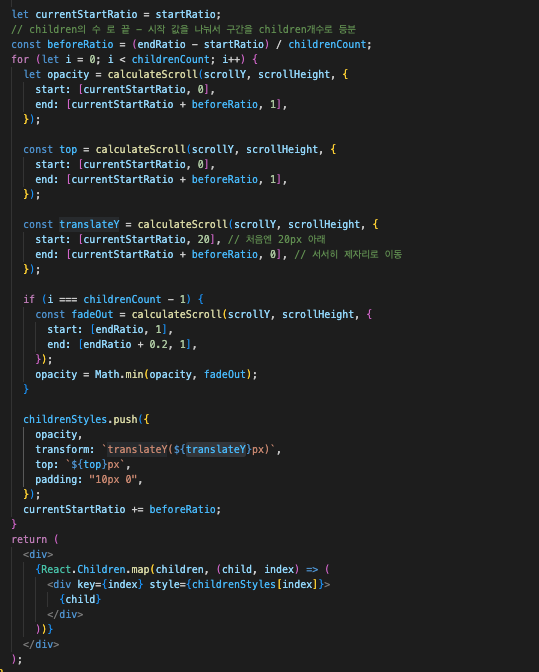 let currentStartRatio = startRatio;
// children의 수 로 끝 - 시작 값을 나눠서 구간을 children개수로 등분
const beforeRatio = (endRatio - startRatio) / childrenCount;
for (let i = 0; i < childrenCount; i++) {
  let opacity = calculateScroll(scrollY, scrollHeight, {
    start: [currentStartRatio, 0],
    end: [currentStartRatio + beforeRatio, 1],
  });

  const top = calculateScroll(scrollY, scrollHeight, {
    start: [currentStartRatio, 0],
    end: [currentStartRatio + beforeRatio, 1],
  });

  const translateY = calculateScroll(scrollY, scrollHeight, {
    start: [currentStartRatio, 20], // 처음엔 20px 아래
    end: [currentStartRatio + beforeRatio, 0], // 서서히 제자리로 이동
  });

  if (i === childrenCount - 1) {
    const fadeOut = calculateScroll(scrollY, scrollHeight, {
      start: [endRatio, 1],
      end: [endRatio + 0.2, 1],
    });
    opacity = Math.min(opacity, fadeOut);
  }

  childrenStyles.push({
    opacity,
    transform: `translateY(${translateY}px)`,
    top: `${top}px`,
    padding: "10px 0",
  });
  currentStartRatio += beforeRatio;
}
return (
  <div>
    {React.Children.map(children, (child, index) => (
      <div key={index} style={childrenStyles[index]}>
        {child}
      </div>
    ))}
  </div>
);